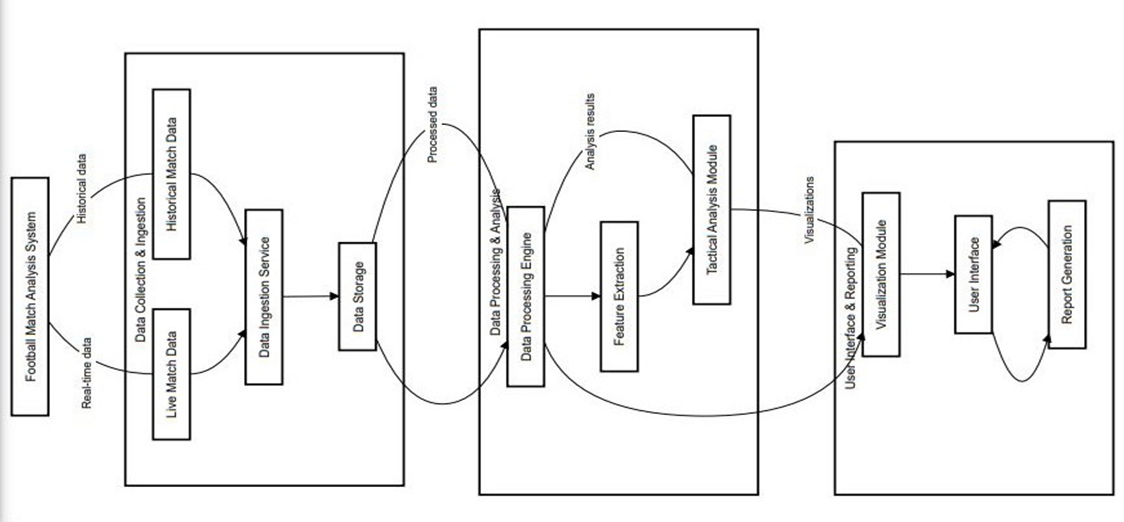 Football Match Analysis System
Real-time data
Historical data
Data Collection & Ingestion
Live Match Data
Historical Match Data
Data Ingestion Service
Data Storage
Processed data
Data Processing & Analysis
Data Processing Engine
Analysis results
Feature Extraction
Tactical Analysis Module
Visualizations
User Interface & Reporting
Visualization Module
User Interface
Report Generation